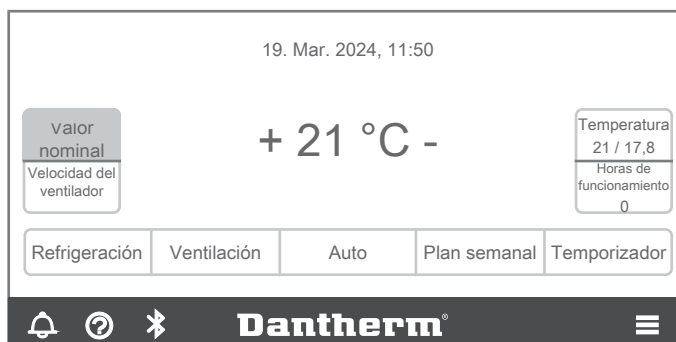 19. Mar. 2024, 11:50
Valor
nominal
Velocidad del
ventilador
+ 21 °C -
Temperatura
21 / 17,8
Horas de
funcionamiento
0
Refrigeración Ventilación Auto Plan semanal Temporizador
Dantherm®